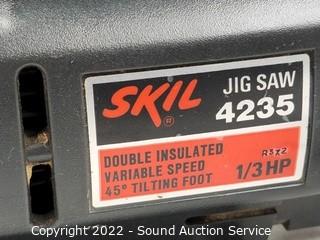 SKIL®
JIG SAW
4235
DOUBLE INSULATED
VARIABLE SPEED
45° TILTING FOOT
1/3 HP
Copyright 2022 - Sound Auction Service